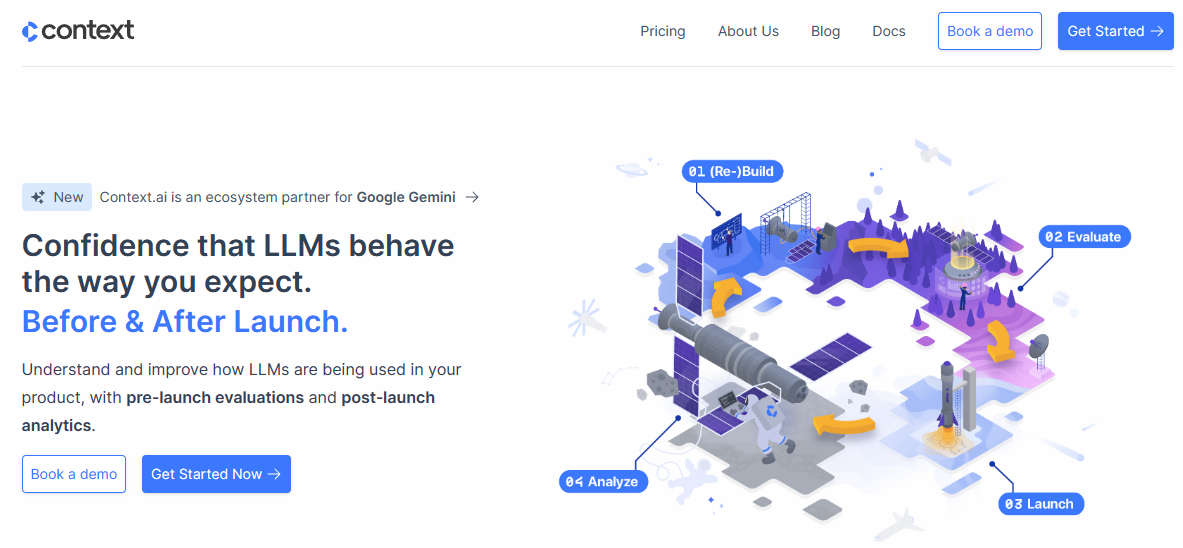 context
Pricing
About Us
Blog
Docs
Book a demo
Get Started →
New
Context.ai is an ecosystem partner for Google Gemini →
Confidence that LLMs behave
the way you expect.
Before & After Launch.
Understand and improve how LLMs are being used in your
product, with pre-launch evaluations and post-launch
analytics.
Book a demo
Get Started Now →
01 (Re-)Build
02 Evaluate
03 Launch
04 Analyze